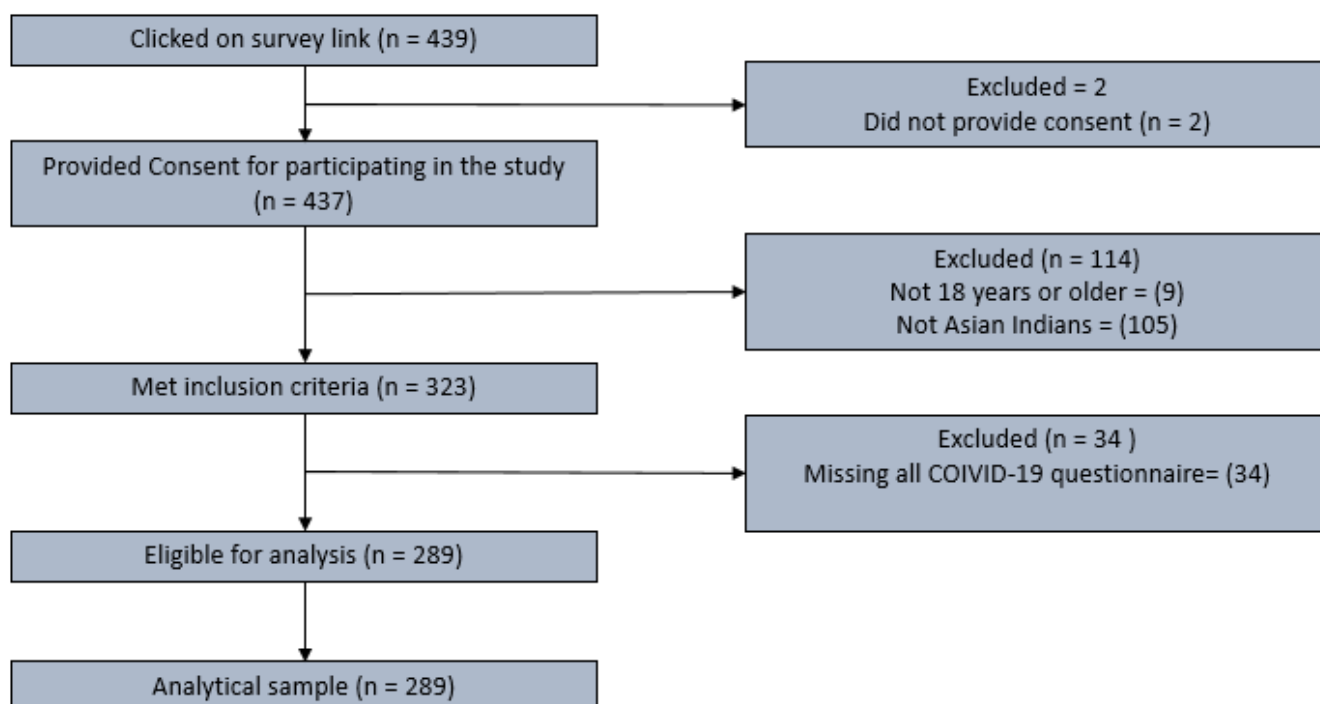 Clicked on survey link (n = 439)
Excluded = 2
Did not provide consent (n = 2)
Provided Consent for participating in the study
(n = 437)
Excluded (n = 114)
Not 18 years or older = (9)
Not Asian Indians = (105)
Met inclusion criteria (n = 323)
Excluded (n = 34 )
Missing all COIVID-19 questionnaire= (34)
Eligible for analysis (n = 289)
Analytical sample (n = 289)